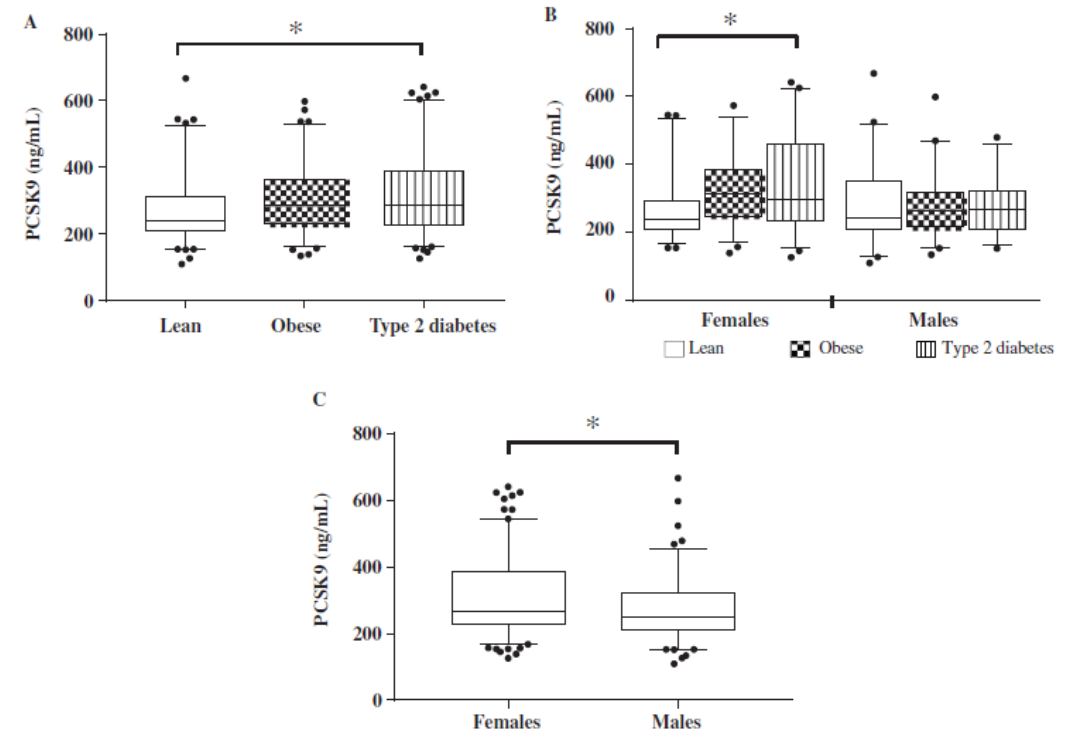 A
*
PCSK9 (ng/mL)
800
600
400
200
0
Lean Obese Type 2 diabetes
B
*
PCSK9 (ng/mL)
800
600
400
200
0
Females Males
Lean Obese Type 2 diabetes
C
*
PCSK9 (ng/mL)
800
600
400
200
0
Females Males